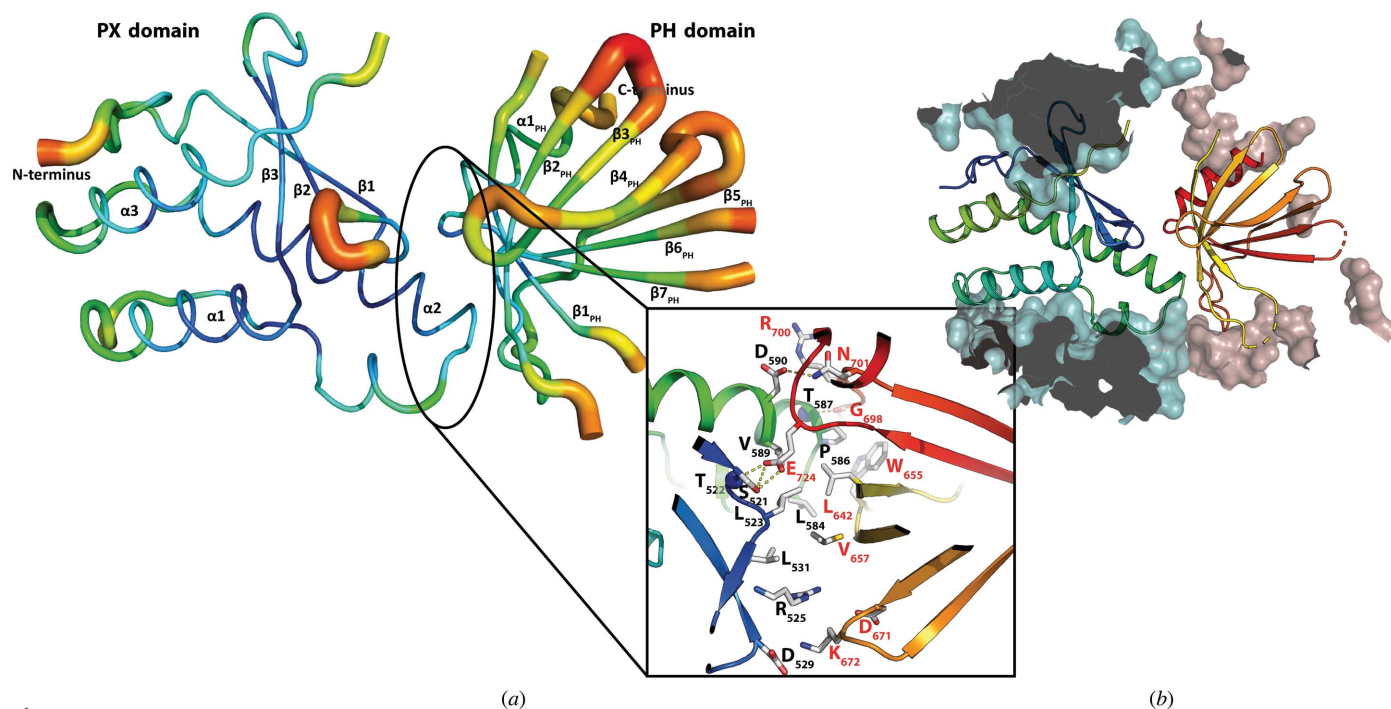 PX domain
PH domain
C-terminus
α1PH
β3PH
β2PH
β4PH
N-terminus
β3
β1
β2
β5PH
α3
β6PH
β7PH
α1
α2
β1PH
R700
D590
N701
T587
G698
V589
P586
E724
W655
T522
S521
L523
L584
L642
V657
L531
R525
D671
D529
K672
(a)
(b)